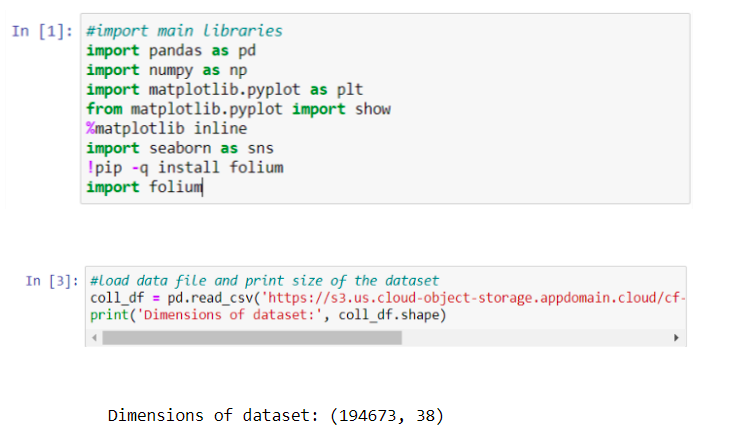 In [1]: #import main libraries
import pandas as pd
import numpy as np
import matplotlib.pyplot as plt
from matplotlib.pyplot import show
%matplotlib inline
import seaborn as sns
!pip -q install folium
import folium
In [3]: #load data file and print size of the dataset
coll_df = pd.read_csv('https://s3.us.cloud-object-storage.appdomain.cloud/cf-
print('Dimensions of dataset:', coll_df.shape)
Dimensions of dataset: (194673, 38)